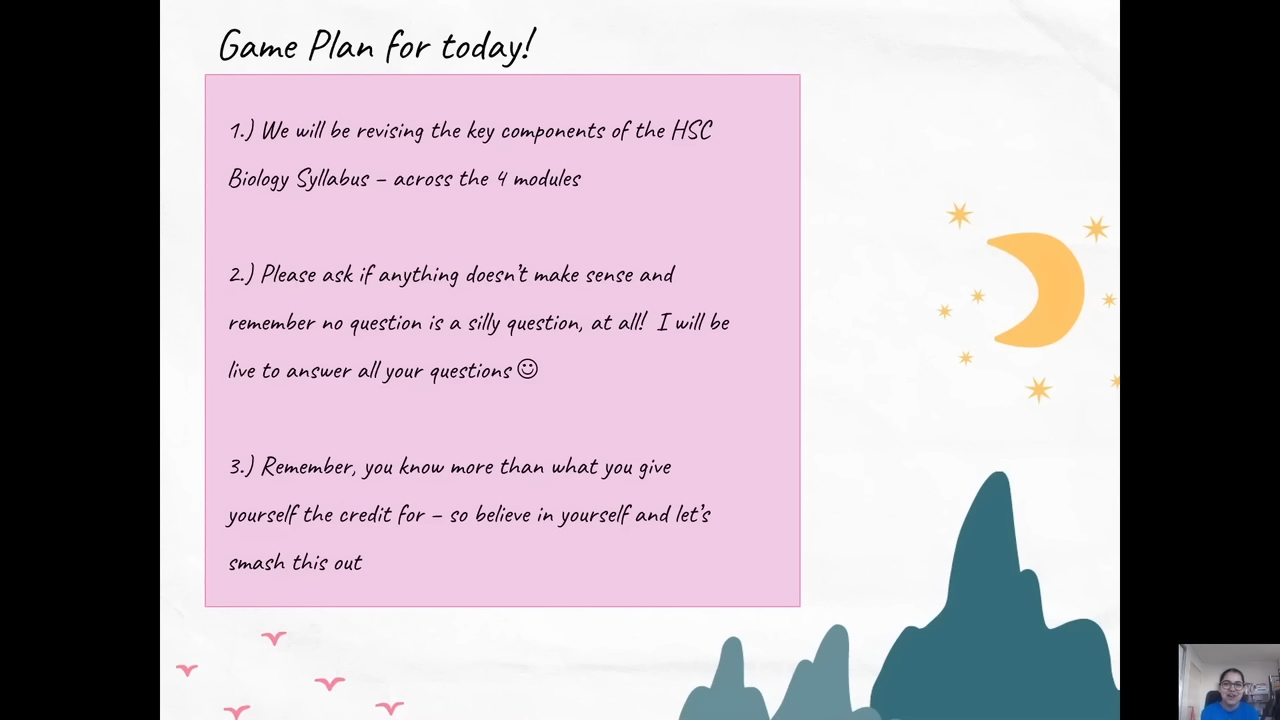 Game Plan for today!
1.) We will be revising the key components of the HSC
Biology Syllabus – across the 4 modules
2.) Please ask if anything doesn't make sense and
remember no question is a silly question, at all! I will be
live to answer all your questions ☺
3.) Remember, you know more than what you give
yourself the credit for – so believe in yourself and let's
smash this out